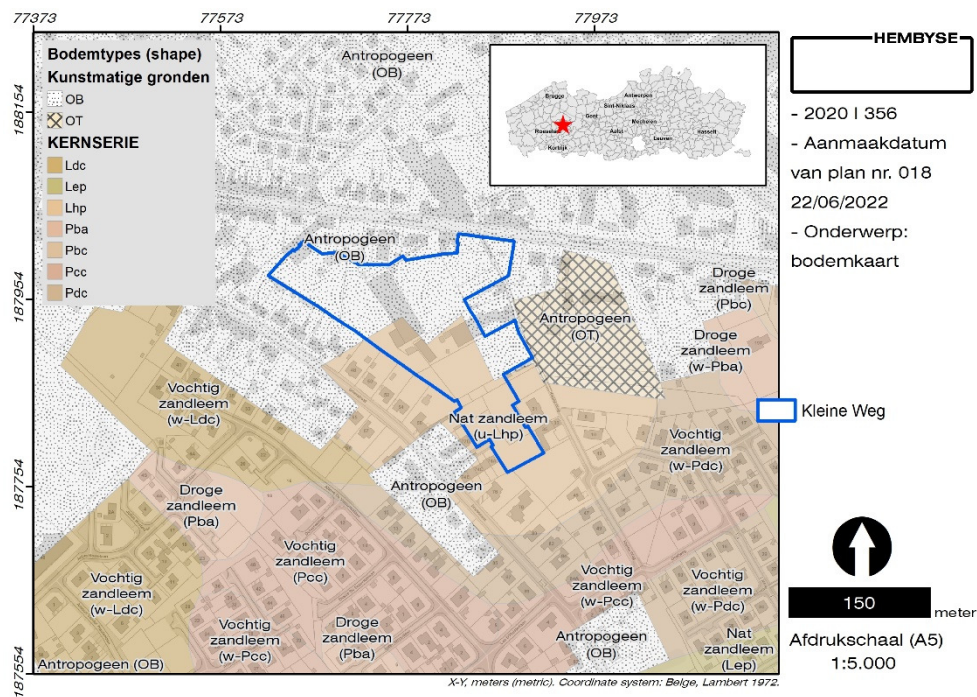 77373 77573 77773 77973
188154
187954
187754
187554
Bodemtypes (shape)
Kunstmatige gronden
OB
OT
KERNSERIE
Ldc
Lep
Lhp
Pba
Pbc
Pcc
Pdc
Antropogeen
(OB)
Brugge
Antwerpen
Sint-Niklaas
Gent
Mechelen
Roeselare
Aalst
Leuven
Hasselt
Kortrijk
Antropogeen
(OB)
Droge
zandleem
(Pbc)
Antropogeen
(OT)
Droge
zandleem
(w-Pba)
Vochtig
zandleem
(w-Ldc)
Nat zandleem
(u-Lhp)
Vochtig
zandleem
(w-Pdc)
Antropogeen
(OB)
Droge
zandleem
(Pba)
Vochtig
zandleem
(Pcc)
Vochtig
zandleem
(w-Ldc)
Vochtig
zandleem
(w-Pcc)
Vochtig
zandleem
(w-Pdc)
Vochtig
zandleem
(w-Pcc)
Droge
zandleem
(Pba)
Antropogeen
(OB)
Nat
zandleem
(Lep)
Antropogeen (OB)
X-Y, meters (metric). Coordinate system: Belge, Lambert 1972.
HEMBYSE
- 2020 I 356
- Aanmaakdatum
van plan nr. 018
22/06/2022
- Onderwerp:
bodemkaart
Kleine Weg
150 meter
Afdrukschaal (A5)
1:5.000